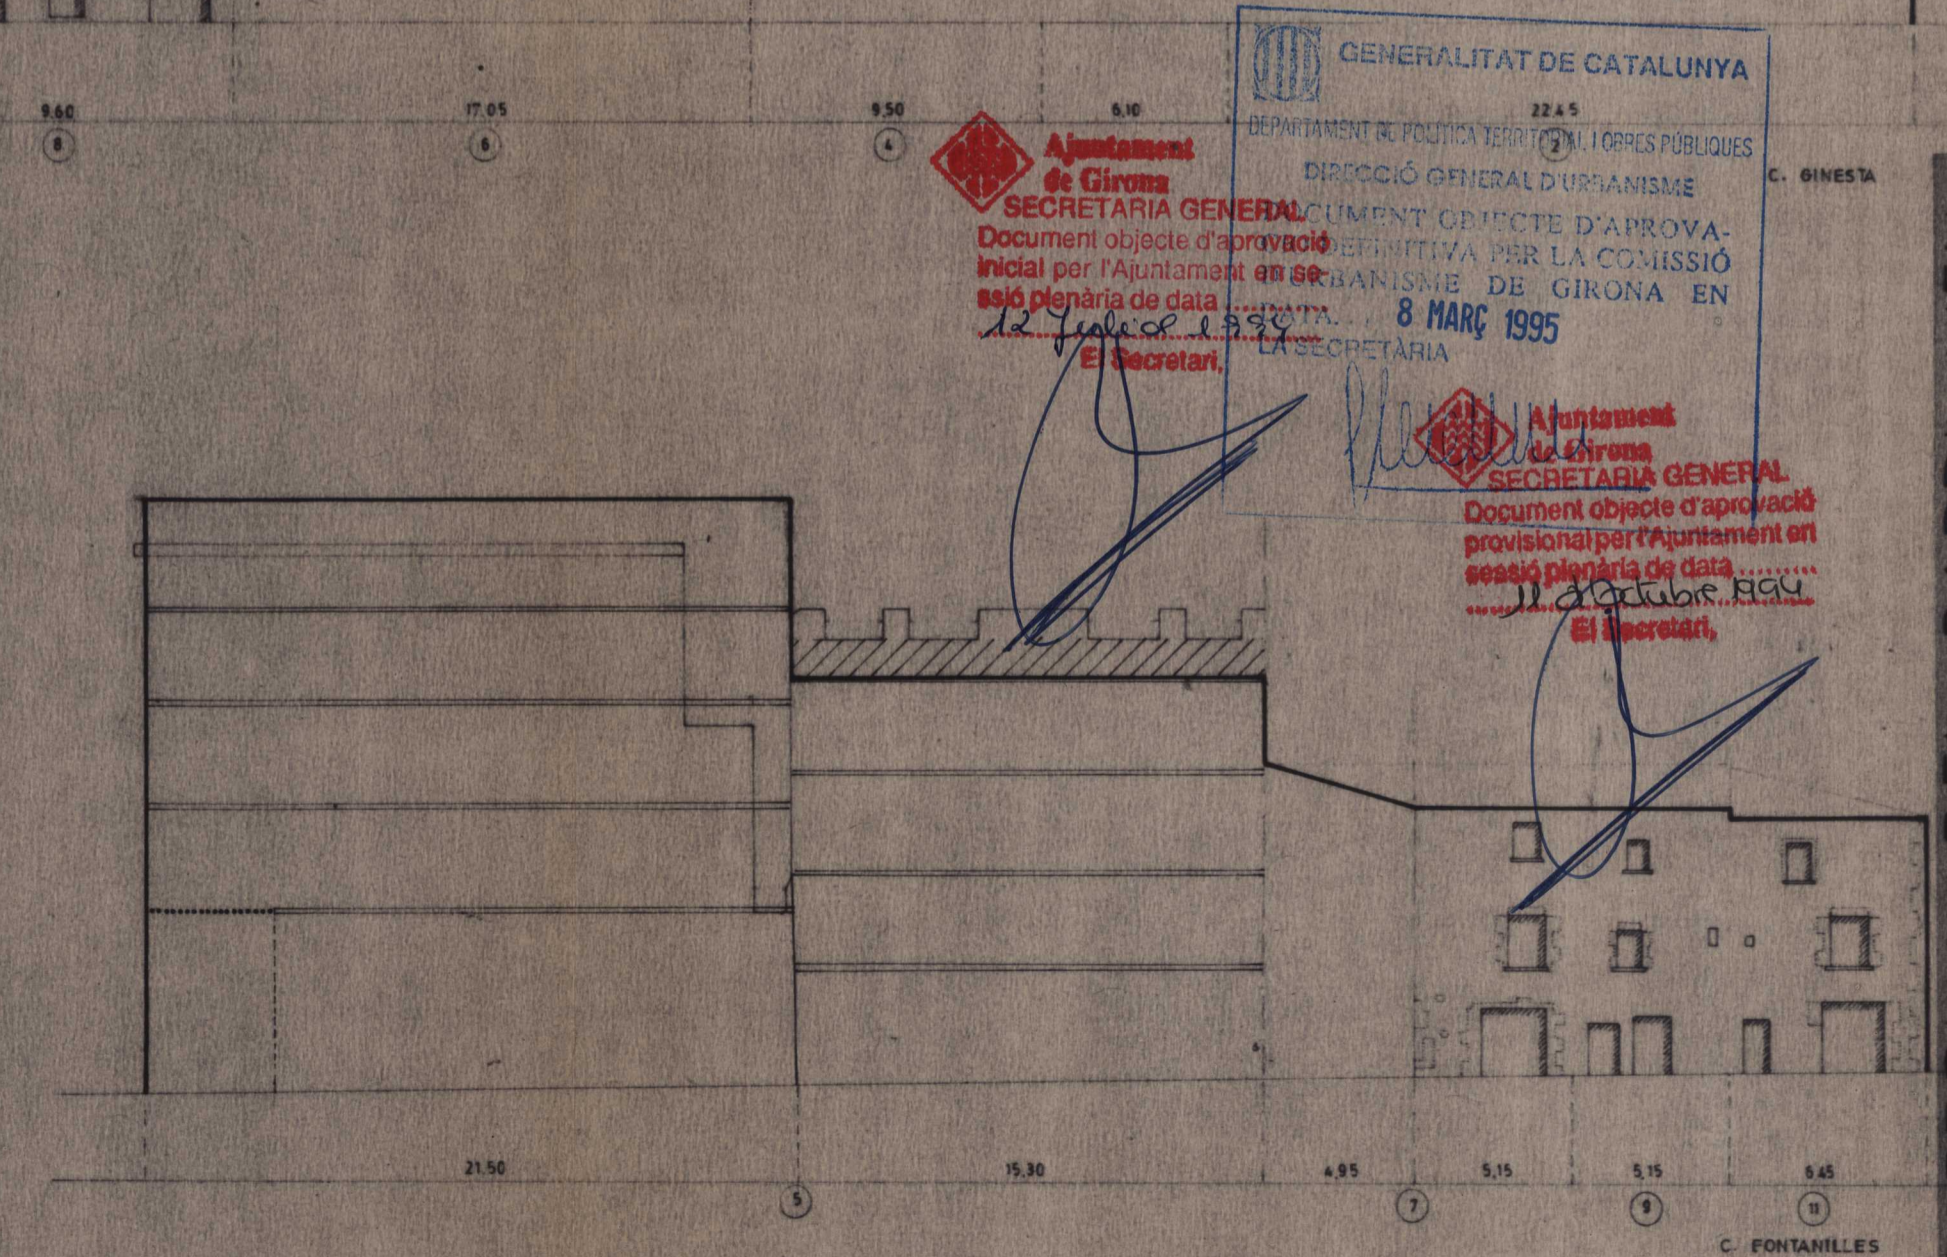 9.60
17.05
9,50
6,10
22.45
8
6
4
2
C. GINESTA
GENERALITAT DE CATALUNYA
DEPARTAMENT DE POLÍTICA TERRITORIAL I OBRES PÚBLIQUES
DIRECCIÓ GENERAL D'URBANISME
DOCUMENT OBJECTE D'APROVA-
DEFINITIVA PER LA COMISSIÓ
D'URBANISME DE GIRONA EN
DATA... 8 MARÇ 1995
LA SECRETÀRIA
Ajuntament
de Girona
SECRETARIA GENERAL
Document objecte d'aprovació
inicial per l'Ajuntament en se-
ssió plenària de data ............
12 Juliol 1994
El Secretari,
Ajuntament
de Girona
SECRETARIA GENERAL
Document objecte d'aprovació
provisional per l'Ajuntament en
sessió plenària de data .........
11 d'Octubre 1994
El Secretari,
21.50
15,30
4,95
5,15
5,15
6.45
5
7
9
11
C. FONTANILLES